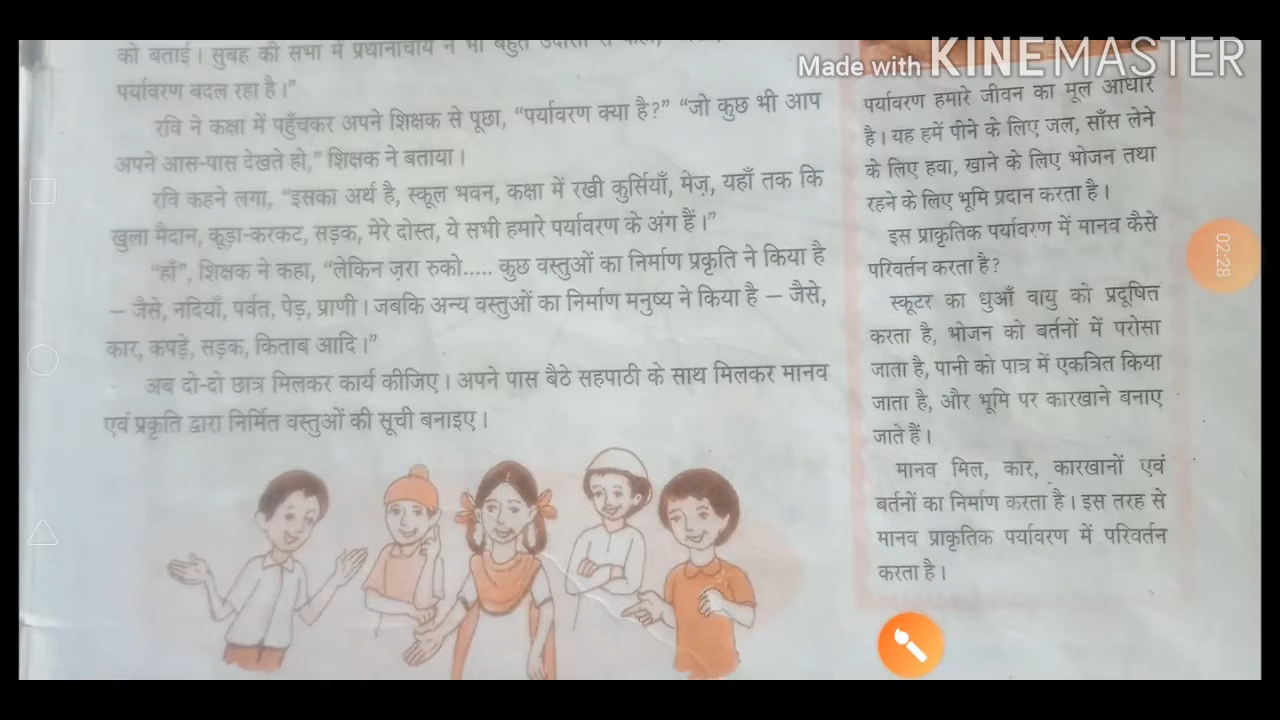 को बताई। सुबह की सभा में प्रधानाचार्य ने भी बहुत
पर्यावरण बदल रहा है।”
रवि ने कक्षा में पहुँचकर अपने शिक्षक से पूछा, “पर्यावरण क्या है?” “जो कुछ भी आप
अपने आस-पास देखते हो,” शिक्षक ने बताया।
रवि कहने लगा, “इसका अर्थ है, स्कूल भवन, कक्षा में रखी कुर्सियाँ, मेज़, यहाँ तक कि
खुला मैदान, कूड़ा-करकट, सड़क, मेरे दोस्त, ये सभी हमारे पर्यावरण के अंग हैं।”
“हाँ”, शिक्षक ने कहा, “लेकिन ज़रा रुको..... कुछ वस्तुओं का निर्माण प्रकृति ने किया है
– जैसे, नदियाँ, पर्वत, पेड़, प्राणी। जबकि अन्य वस्तुओं का निर्माण मनुष्य ने किया है – जैसे,
कार, कपड़े, सड़क, किताब आदि।”
अब दो-दो छात्र मिलकर कार्य कीजिए। अपने पास बैठे सहपाठी के साथ मिलकर मानव
एवं प्रकृति द्वारा निर्मित वस्तुओं की सूची बनाइए।
Made with KINEMASTER
पर्यावरण हमारे जीवन का मूल आधार
है। यह हमें पीने के लिए जल, साँस लेने
के लिए हवा, खाने के लिए भोजन तथा
रहने के लिए भूमि प्रदान करता है।
इस प्राकृतिक पर्यावरण में मानव कैसे
परिवर्तन करता है?
स्कूटर का धुआँ वायु को प्रदूषित
करता है, भोजन को बर्तनों में परोसा
जाता है, पानी को पात्र में एकत्रित किया
जाता है, और भूमि पर कारखाने बनाए
जाते हैं।
मानव मिल, कार, कारखानों एवं
बर्तनों का निर्माण करता है। इस तरह से
मानव प्राकृतिक पर्यावरण में परिवर्तन
करता है।
02:28